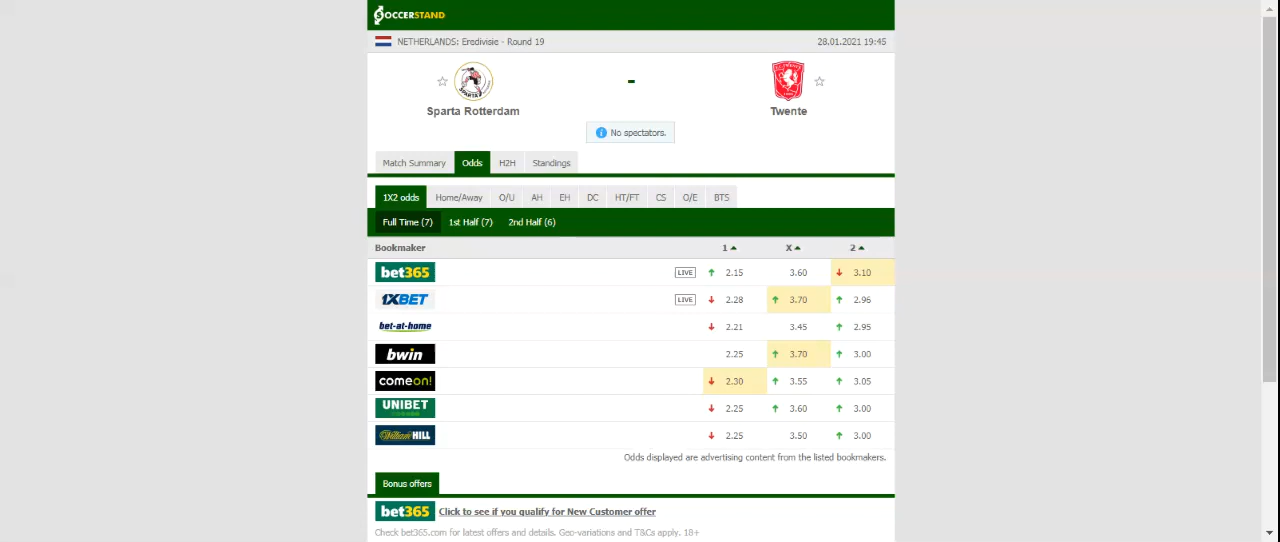 SOCCERSTAND
NETHERLANDS: Eredivisie - Round 19 28.01.2021 19:45
-
Sparta Rotterdam Twente
No spectators.
Match Summary Odds H2H Standings
1X2 odds Home/Away O/U AH EH DC HT/FT CS O/E BTS
Full Time (7) 1st Half (7) 2nd Half (6)
Bookmaker 1 X 2
bet365 LIVE 2.15 3.60 3.10
1XBET LIVE 2.28 3.70 2.96
bet-at-home 2.21 3.45 2.95
bwin 2.25 3.70 3.00
comeon! 2.30 3.55 3.05
UNIBET 2.25 3.60 3.00
William HILL 2.25 3.50 3.00
Odds displayed are advertising content from the listed bookmakers.
Bonus offers
bet365 Click to see if you qualify for New Customer offer
Check bet365.com for latest offers and details. Geo-variations and T&Cs apply. 18+